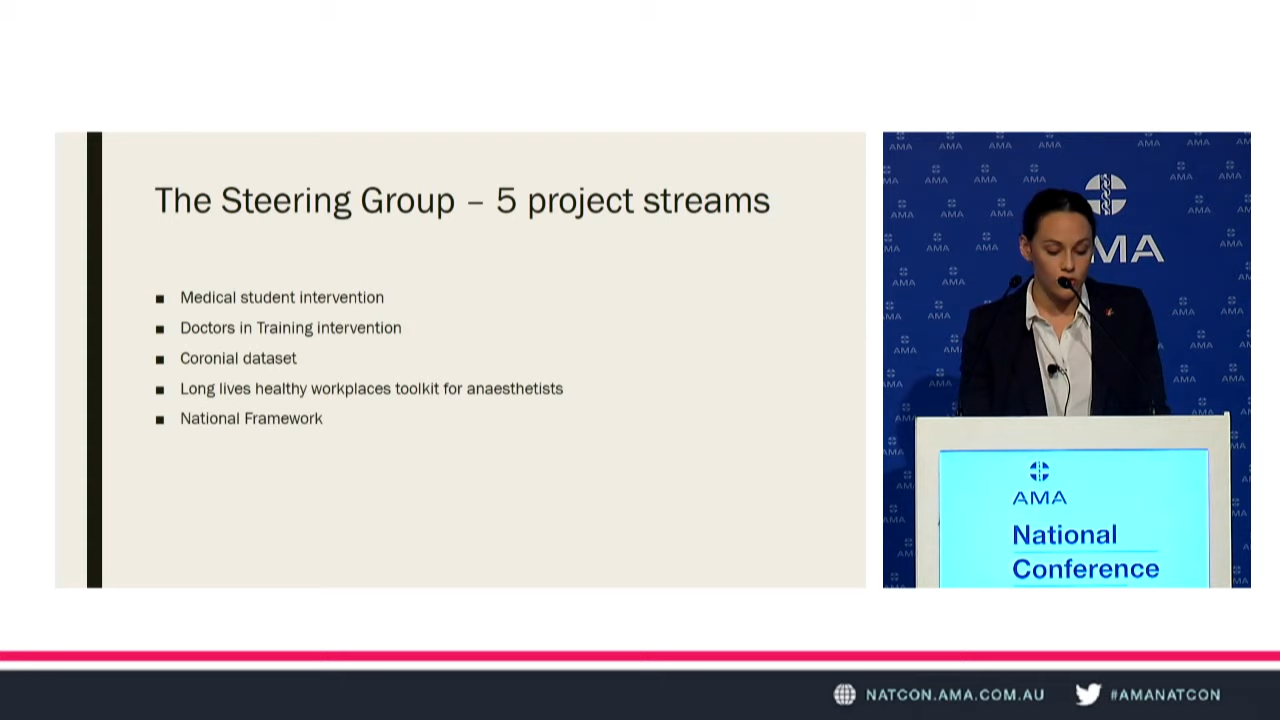 The Steering Group – 5 project streams
Medical student intervention
Doctors in Training intervention
Coronial dataset
Long lives healthy workplaces toolkit for anaesthetists
National Framework
AMA
AMA
National
Conference
NATCON.AMA.COM.AU
#AMANATCON